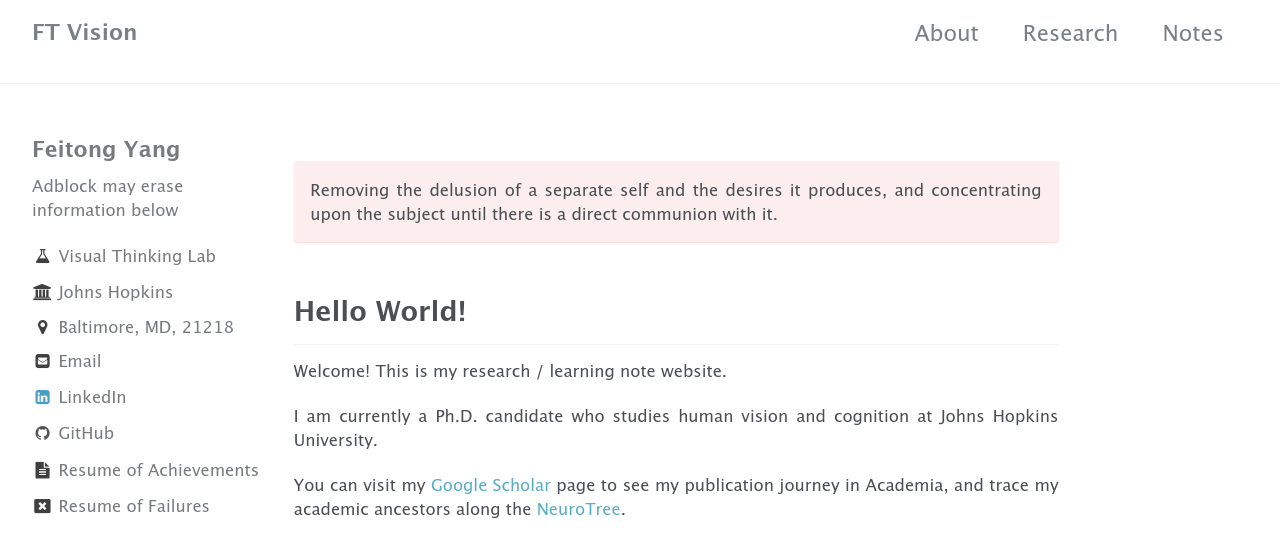 FT Vision
About Research Notes
Feitong Yang
Adblock may erase
information below
Visual Thinking Lab
Johns Hopkins
Baltimore, MD, 21218
Email
LinkedIn
GitHub
Resume of Achievements
Resume of Failures
Removing the delusion of a separate self and the desires it produces, and concentrating
upon the subject until there is a direct communion with it.
Hello World!
Welcome! This is my research / learning note website.
I am currently a Ph.D. candidate who studies human vision and cognition at Johns Hopkins
University.
You can visit my Google Scholar page to see my publication journey in Academia, and trace my
academic ancestors along the NeuroTree.